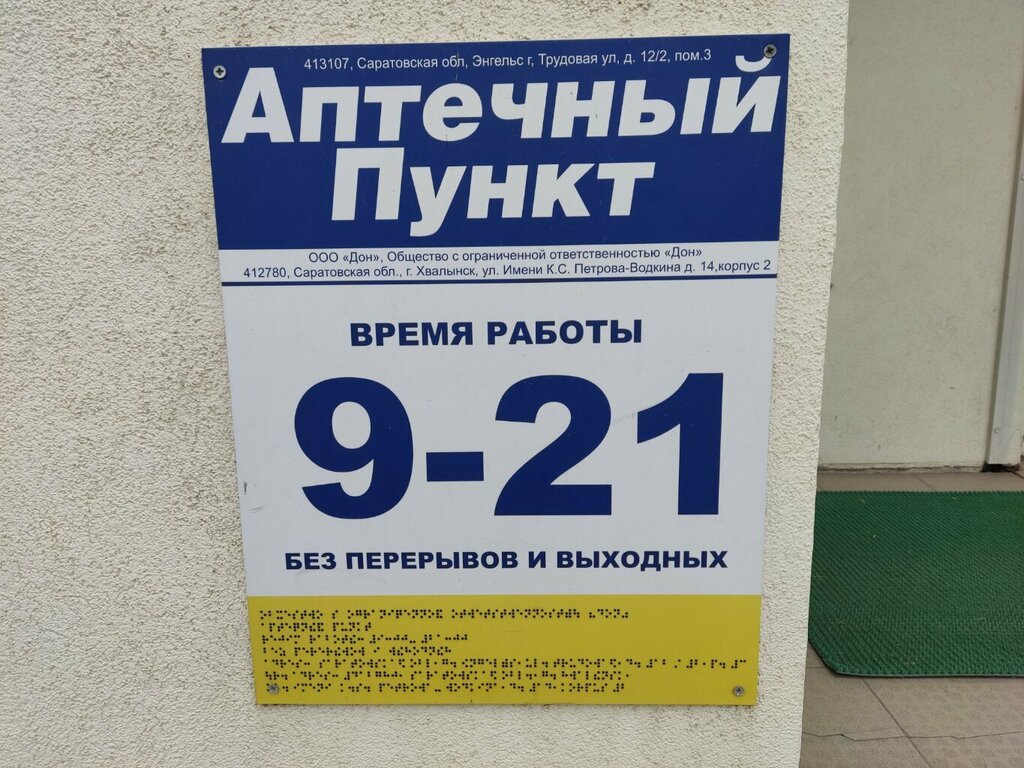 413107, Саратовская обл, Энгельс г, Трудовая ул, д. 12/2, пом.3
Аптечный
Пункт
ООО «Дон», Общество с ограниченной ответственностью «Дон»
412780, Саратовская обл., г. Хвалынск, ул. Имени К.С. Петрова-Водкина д. 14,корпус 2
ВРЕМЯ РАБОТЫ
9-21
БЕЗ ПЕРЕРЫВОВ И ВЫХОДНЫХ